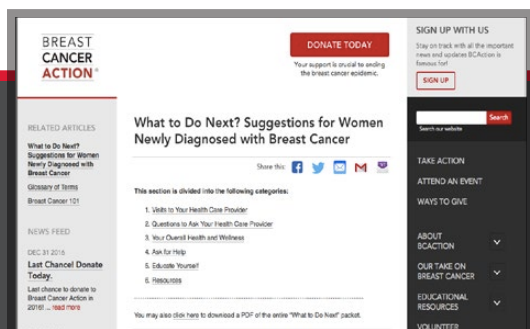 BREAST
CANCER
ACTION
DONATE TODAY
Your support is crucial to ending
the breast cancer epidemic.
SIGN UP WITH US
Stay on track with all the important
news and updates BCAction is
famous for!
SIGN UP
Search
Search our website
TAKE ACTION
ATTEND AN EVENT
WAYS TO GIVE
ABOUT
BCACTION
OUR TAKE ON
BREAST CANCER
EDUCATIONAL
RESOURCES
VOLUNTEER
RELATED ARTICLES
What to Do Next?
Suggestions for Women
Newly Diagnosed with
Breast Cancer
Glossary of Terms
Breast Cancer 101
NEWS FEED
DEC 31 2016
Last Chance! Donate
Today.
Last chance to donate to
Breast Cancer Action in
2016! ... read more
What to Do Next? Suggestions for Women
Newly Diagnosed with Breast Cancer
Share this:
This section is divided into the following categories:
1. Visits to Your Health Care Provider
2. Questions to Ask Your Health Care Provider
3. Your Overall Health and Wellness
4. Ask for Help
5. Educate Yourself
6. Resources
You may also click here to download a PDF of the entire "What to Do Next" packet.